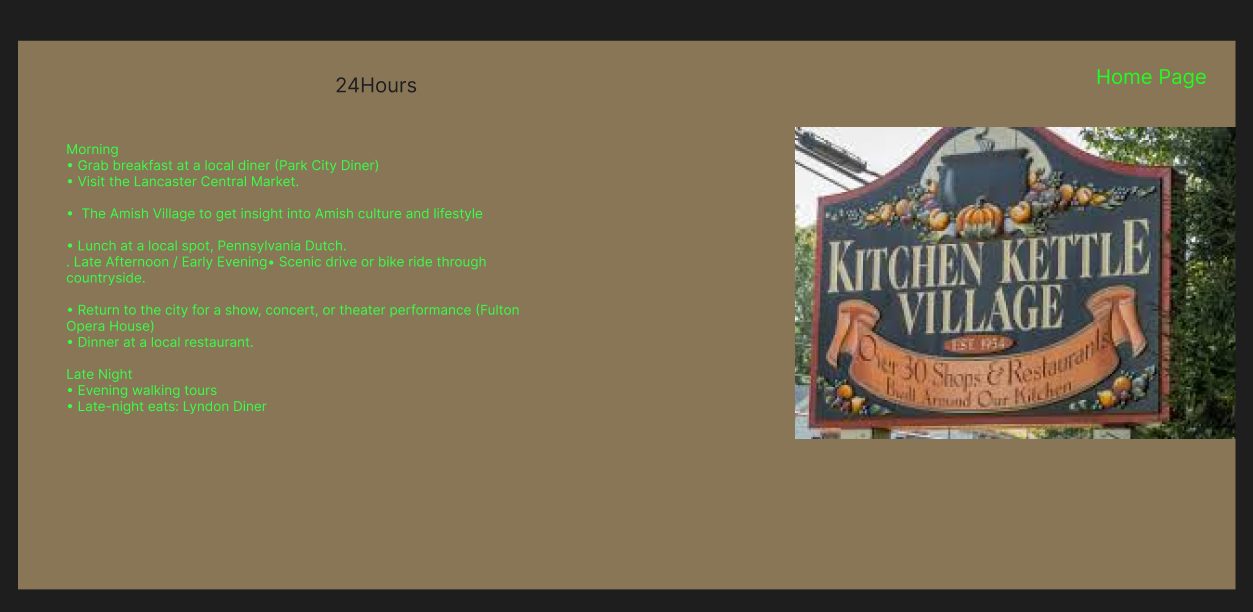 24Hours
Home Page
Morning
• Grab breakfast at a local diner (Park City Diner)
• Visit the Lancaster Central Market.
•  The Amish Village to get insight into Amish culture and lifestyle
• Lunch at a local spot, Pennsylvania Dutch.
. Late Afternoon / Early Evening• Scenic drive or bike ride through
countryside.
• Return to the city for a show, concert, or theater performance (Fulton
Opera House)
• Dinner at a local restaurant.
Late Night
• Evening walking tours
• Late-night eats: Lyndon Diner
KITCHEN KETTLE
VILLAGE
EST 1954
Over 30 Shops & Restaurants
Built Around Our Kitchen